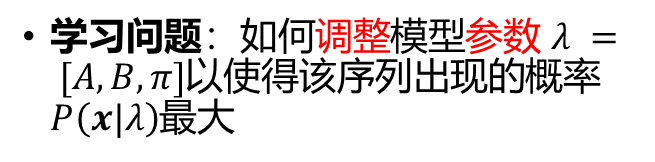 • 学习问题：如何调整模型参数 λ =
[A, B, π]以使得该序列出现的概率
P(x|λ)最大